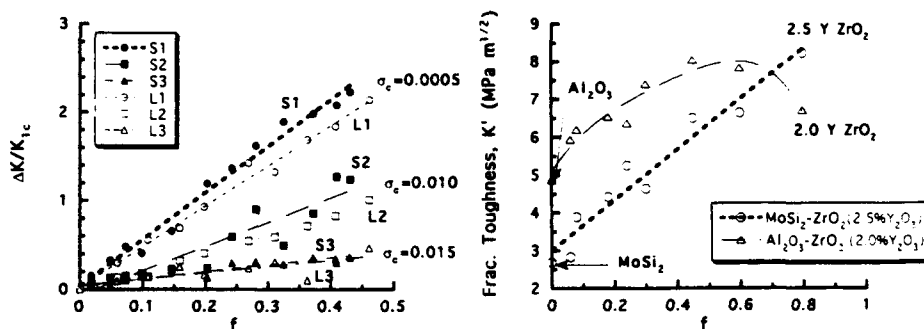 3
2
1
0
ΔK/K₁c
0
0.1
0.2
0.3
0.4
0.5
f
S1
S2
S3
L1
L2
L3
S1
L1
S2
L2
S3
L3
σc=0.0005
σc=0.010
σc=0.015
9
8
7
6
5
4
3
2
Frac. Toughness, K' (MPa m^1/2)
0
0.2
0.4
0.6
0.8
1
f
2.5 Y ZrO₂
Al₂O₃
2.0 Y ZrO₂
MoSi₂
MoSi₂-ZrO₂(2.5%Y₂O₃)
Al₂O₃-ZrO₂(2.0%Y₂O₃)